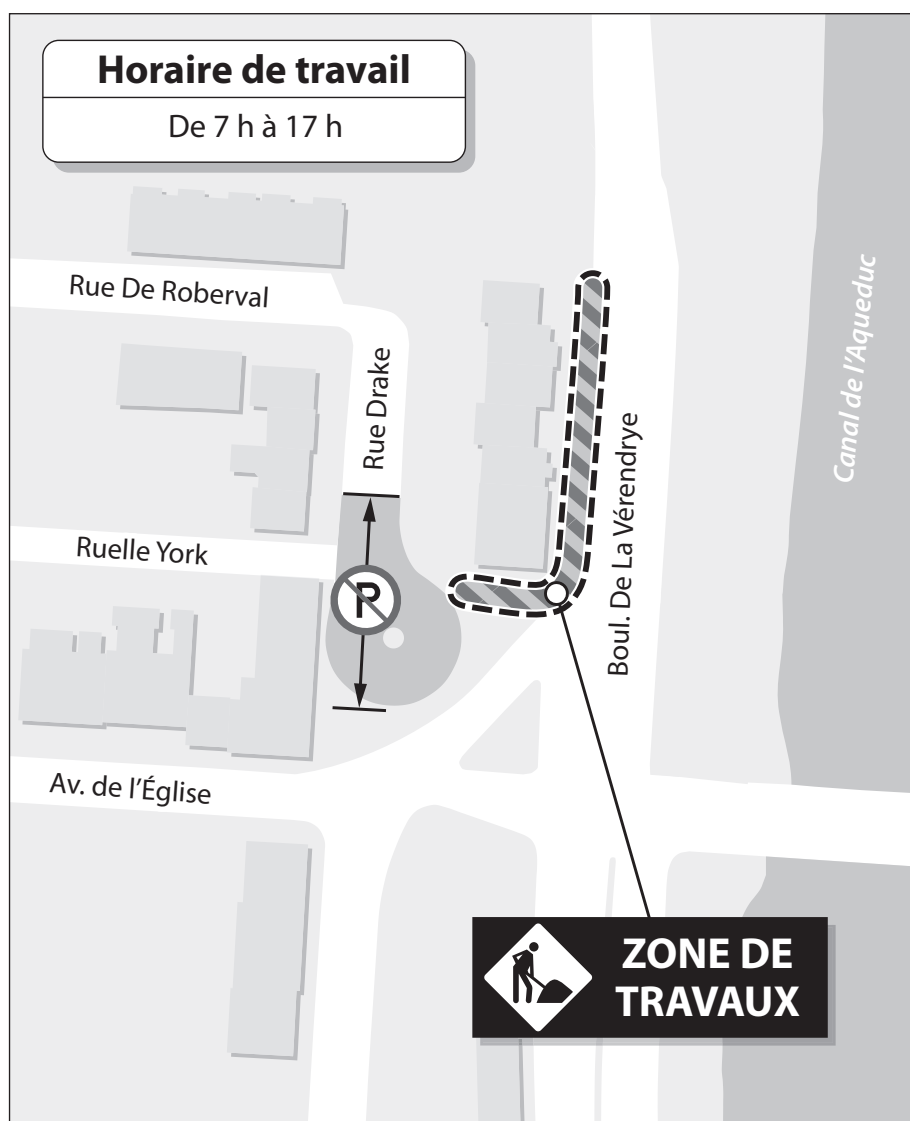 Horaire de travail
De 7 h à 17 h
Rue De Roberval
Rue Drake
Canal de l'Aqueduc
Boul. De La Vérendrye
Ruelle York
P
Av. de l'Église
ZONE DE
TRAVAUX